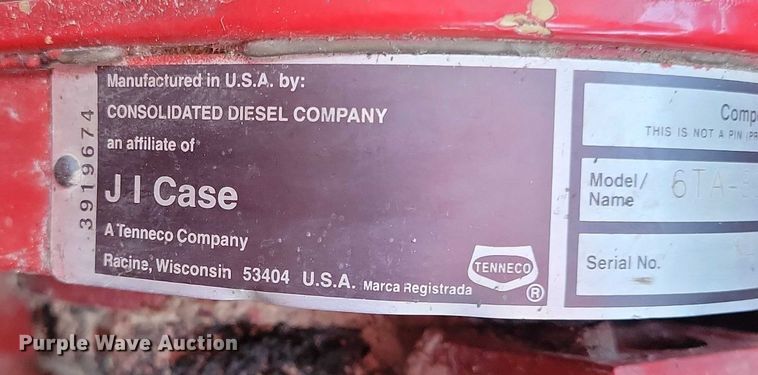 Manufactured in U.S.A. by:
CONSOLIDATED DIESEL COMPANY
an affiliate of
J I Case
A Tenneco Company
Racine, Wisconsin 53404 U.S.A. Marca Registrada
TENNECO
®
3919674
THIS IS NOT A PIN
Model/
Name
6TA-
Serial No.
Purple Wave Auction